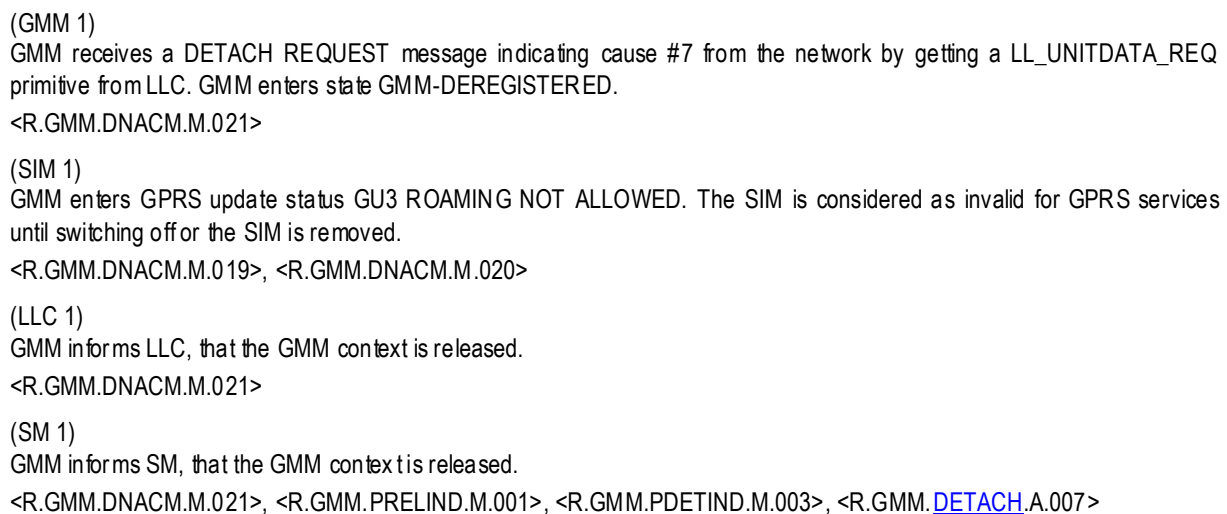 (GMM 1)
GMM receives a DETACH REQUEST message indicating cause #7 from the network by getting a LL_UNITDATA_REQ
primitive from LLC. GMM enters state GMM-DEREGISTERED.
<R.GMM.DNACM.M.021>
(SIM 1)
GMM enters GPRS update status GU3 ROAMING NOT ALLOWED. The SIM is considered as invalid for GPRS services
until switching off or the SIM is removed.
<R.GMM.DNACM.M.019>, <R.GMM.DNACM.M.020>
(LLC 1)
GMM informs LLC, that the GMM context is released.
<R.GMM.DNACM.M.021>
(SM 1)
GMM informs SM, that the GMM context is released.
<R.GMM.DNACM.M.021>, <R.GMM.PRELIND.M.001>, <R.GMM.PDETIND.M.003>, <R.GMM.DETACH.A.007>